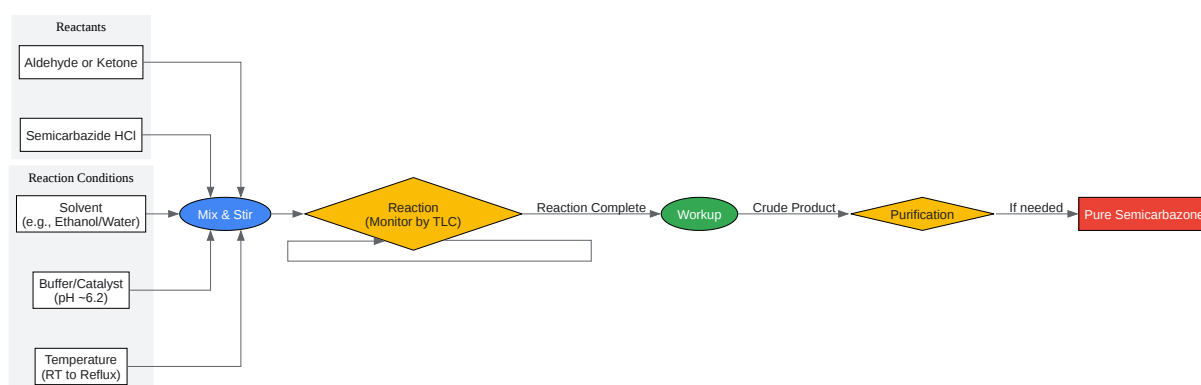 Reactants
Aldehyde or Ketone
Semicarbazide HCl
Reaction Conditions
Solvent
(e.g., Ethanol/Water)
Buffer/Catalyst
(pH ~6.2)
Temperature
(RT to Reflux)
Mix & Stir
Reaction
(Monitor by TLC)
Reaction Complete
Workup
Crude Product
Purification
If needed
Pure Semicarbazone